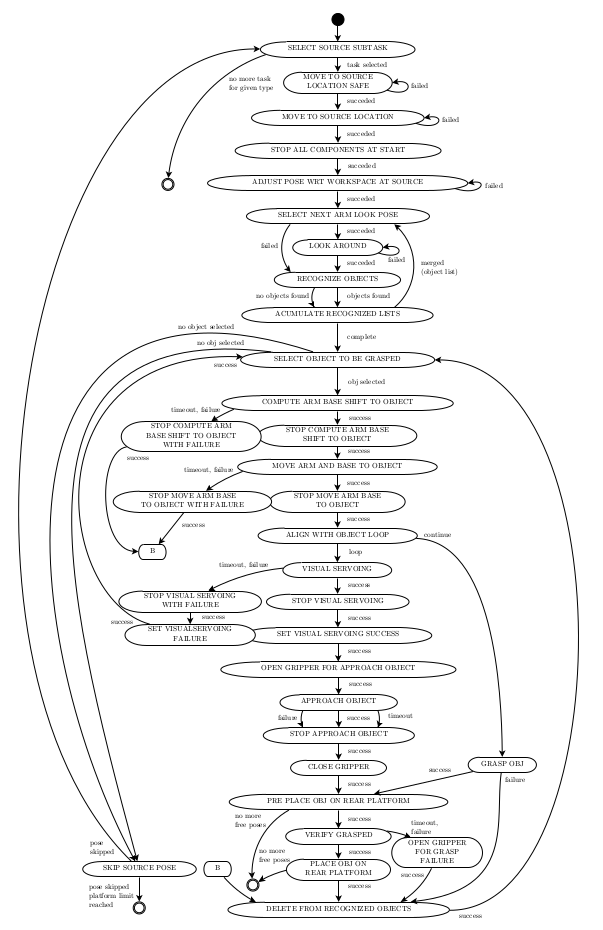 SELECT SOURCE SUBTASK
task selected
no more task
for given type
MOVE TO SOURCE
LOCATION SAFE
failed
succeded
MOVE TO SOURCE LOCATION
failed
succeded
STOP ALL COMPONENTS AT START
succeded
ADJUST POSE WRT WORKSPACE AT SOURCE
failed
succeded
SELECT NEXT ARM LOOK POSE
succeded
failed
LOOK AROUND
failed
succeded
merged
(object list)
RECOGNIZE OBJECTS
no objects found
objects found
ACUMULATE RECOGNIZED LISTS
no object selected
complete
no obj selected
SELECT OBJECT TO BE GRASPED
success
obj selected
COMPUTE ARM BASE SHIFT TO OBJECT
timeout, failure
success
STOP COMPUTE ARM
BASE SHIFT TO OBJECT
WITH FAILURE
STOP COMPUTE ARM BASE
SHIFT TO OBJECT
success
success
MOVE ARM AND BASE TO OBJECT
timeout, failure
success
STOP MOVE ARM BASE
TO OBJECT WITH FAILURE
STOP MOVE ARM BASE
TO OBJECT
success
success
ALIGN WITH OBJECT LOOP
continue
B
loop
timeout, failure
VISUAL SERVOING
success
STOP VISUAL SERVOING
WITH FAILURE
STOP VISUAL SERVOING
success
success
success
SET VISUALSERVOING
FAILURE
SET VISUAL SERVOING SUCCESS
success
OPEN GRIPPER FOR APPROACH OBJECT
success
APPROACH OBJECT
failure
success
timeout
STOP APPROACH OBJECT
success
CLOSE GRIPPER
GRASP OBJ
success
success
failure
PRE PLACE OBJ ON REAR PLATFORM
no more
free poses
success
timeout,
failure
VERIFY GRASPED
pose
skipped
no more
free poses
success
OPEN GRIPPER
FOR GRASP
FAILURE
SKIP SOURCE POSE
B
PLACE OBJ ON
REAR PLATFORM
success
success
pose skipped
platform limit
reached
DELETE FROM RECOGNIZED OBJECTS
success